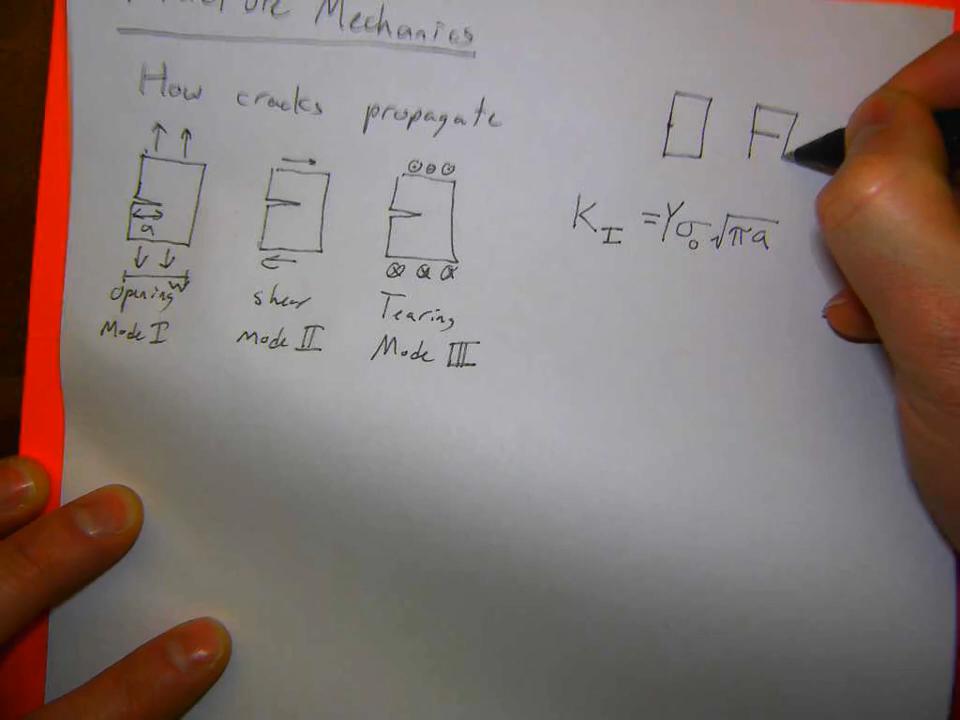 Mechanics
How cracks propagate
a
w
opening
Mode I
shear
mode II
Tearing
Mode III
K_I = Yσ₀√πa